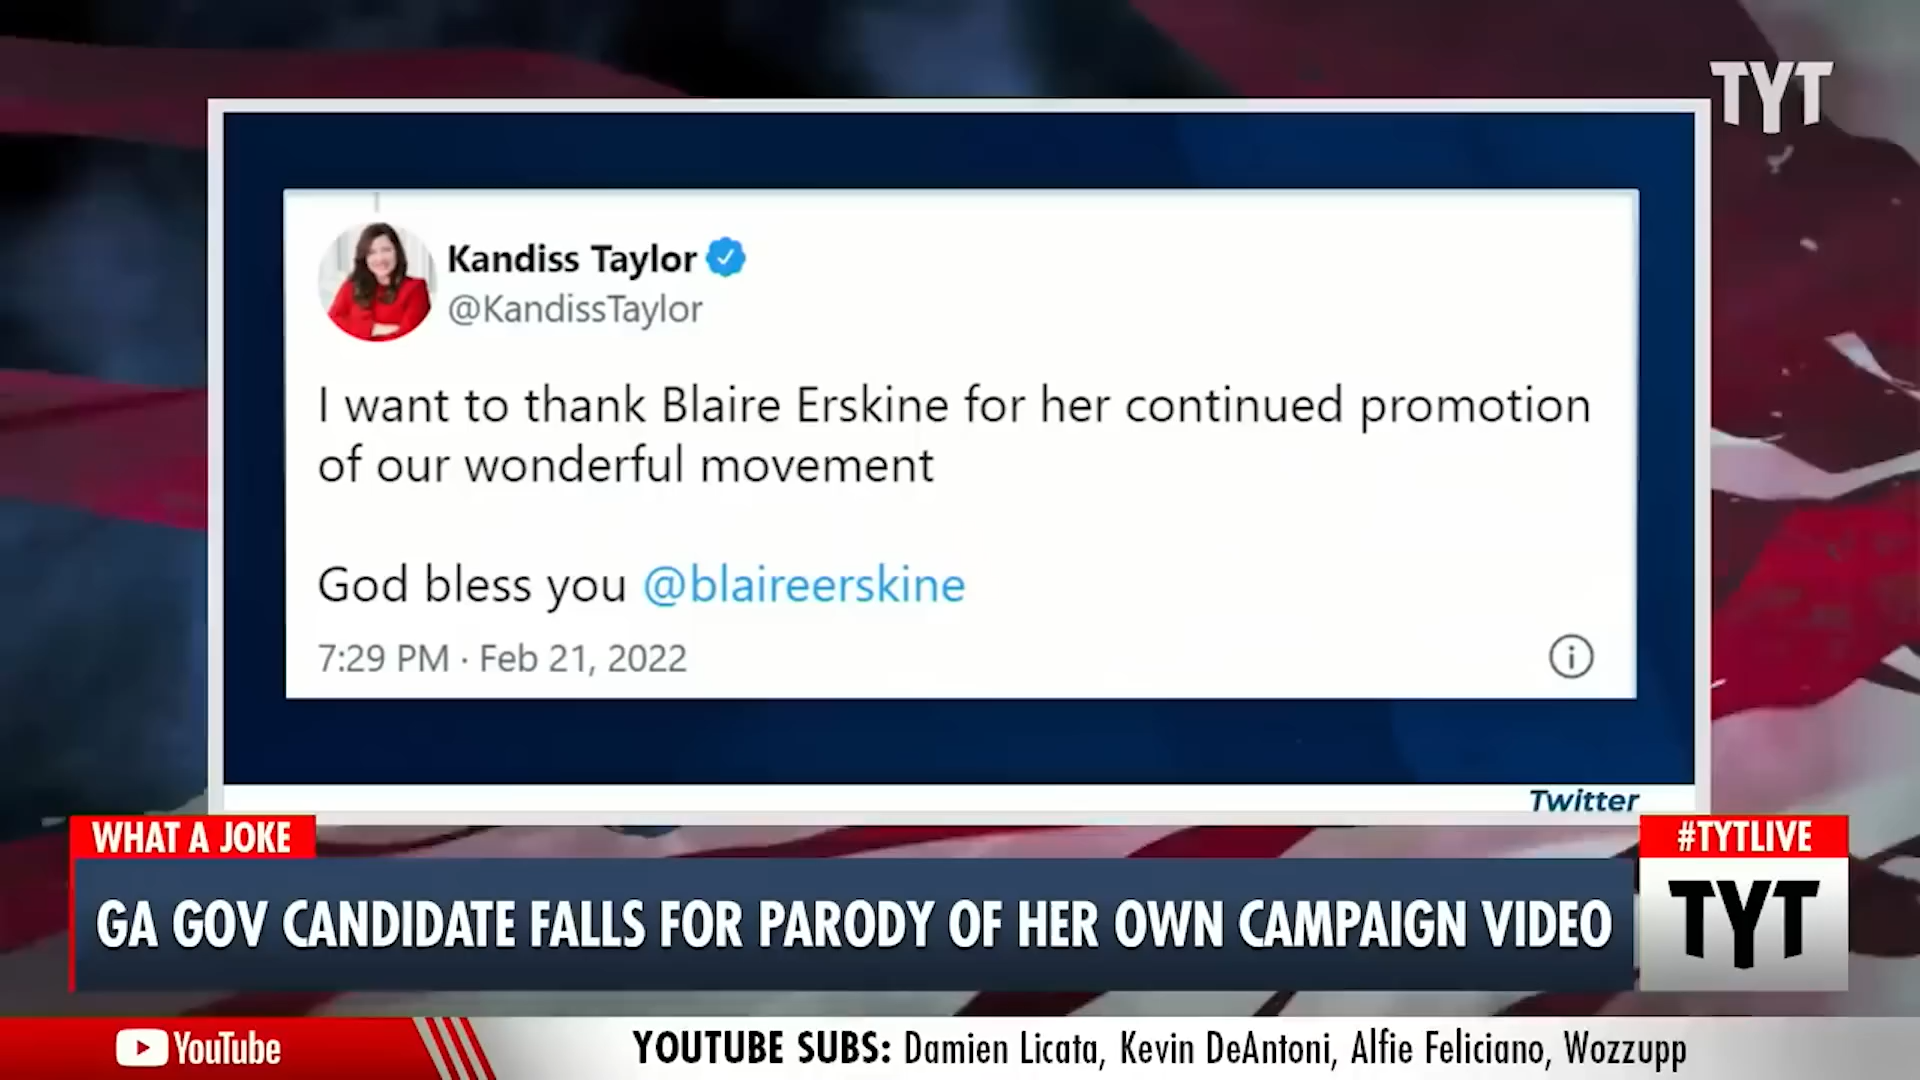 TYT
Kandiss Taylor
@KandissTaylor
I want to thank Blaire Erskine for her continued promotion
of our wonderful movement
God bless you @blaireerskine
7:29 PM · Feb 21, 2022
Twitter
WHAT A JOKE
#TYTLIVE
GA GOV CANDIDATE FALLS FOR PARODY OF HER OWN CAMPAIGN VIDEO
TYT
YouTube
YOUTUBE SUBS: Damien Licata, Kevin DeAntoni, Alfie Feliciano, Wozzupp